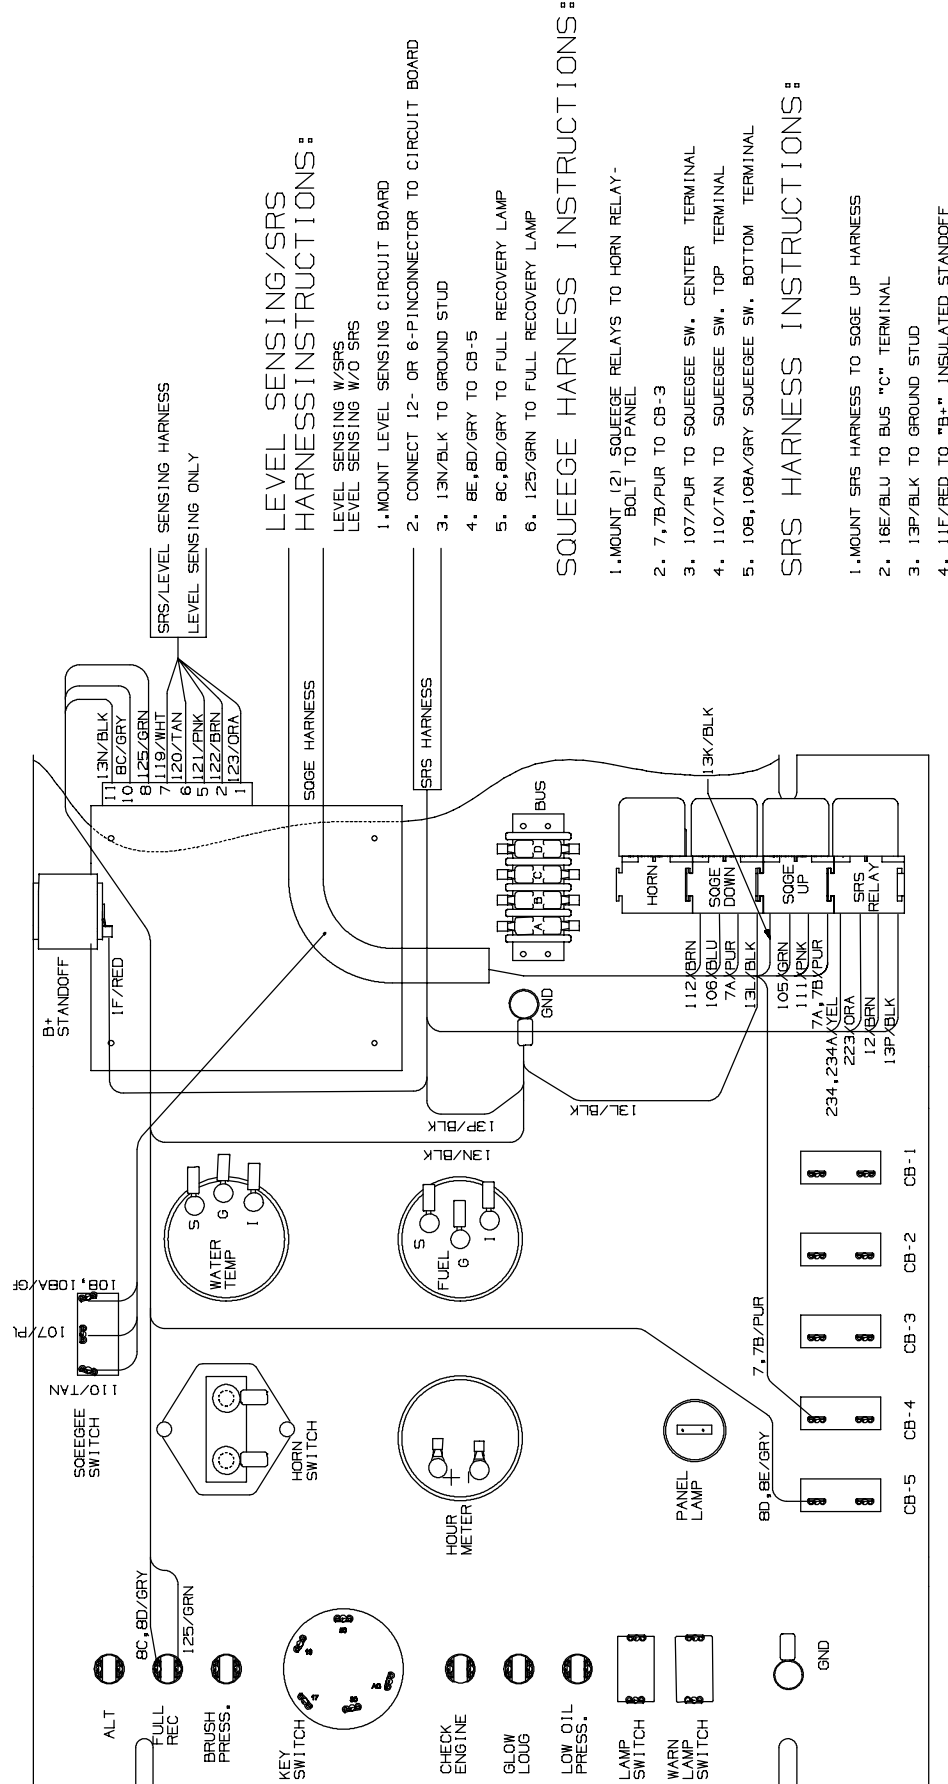 SRS/LEVEL SENSING HARNESS
LEVEL SENSING ONLY
LEVEL SENSING/SRS
HARNESSINSTRUCTIONS:
LEVEL SENSING W/SRS
LEVEL SENSING W/O SRS
1.MOUNT LEVEL SENSING CIRCUIT BOARD
2. CONNECT 12- OR 6-PINCONNECTOR TO CIRCUIT BOARD
3. 13N/BLK TO GROUND STUD
4. 8E,8D/GRY TO CB-5
5. 8C,8D/GRY TO FULL RECOVERY LAMP
6. 125/GRN TO FULL RECOVERY LAMP
SQUEEGE HARNESS INSTRUCTIONS:
1.MOUNT (2) SQUEEGE RELAYS TO HORN RELAY-
BOLT TO PANEL
2. 7,7B/PUR TO CB-3
3. 107/PUR TO SQUEEGEE SW. CENTER TERMINAL
4. 110/TAN TO SQUEEGEE SW. TOP TERMINAL
5. 108,108A/GRY SQUEEGEE SW. BOTTOM TERMINAL
SRS HARNESS INSTRUCTIONS:
1.MOUNT SRS HARNESS TO SQGE UP HARNESS
2. 16E/BLU TO BUS "C" TERMINAL
3. 13P/BLK TO GROUND STUD
4. 11F/RED TO "B+" INSULATED STANDOFF
13N/BLK
8C/GRY
125/GRN
119/WHT
120/TAN
121/PNK
122/BRN
123/ORA
11
10
8
7
6
5
2
1
SQGE HARNESS
SRS HARNESS
13K/BLK
B+
STANDOFF
1F/RED
BUS
A
B
C
D
GND
HORN
SQGE
DOWN
SQGE
UP
SRS
RELAY
112/BRN
106/BLU
7A/PUR
13L/BLK
105/GRN
111/PNK
7A,7B/PUR
234,234A/YEL
223/ORA
12/BRN
13P/BLK
13P/BLK
13L/BLK
13N/BLK
108,108A/GF
107/PU
110/TAN
SQEEGEE
SWITCH
S
G
I
WATER
TEMP
S
G
I
FUEL
HORN
SWITCH
+
-
HOUR
METER
PANEL
LAMP
7,7B/PUR
8D,8E/GRY
CB-1
CB-2
CB-3
CB-4
CB-5
8C,8D/GRY
125/GRN
ALT
FULL
REC
BRUSH
PRESS.
KEY
SWITCH
17
AC
CHECK
ENGINE
GLOW
LOUG
LOW OIL
PRESS.
LAMP
SWITCH
WARN
LAMP
SWITCH
GND